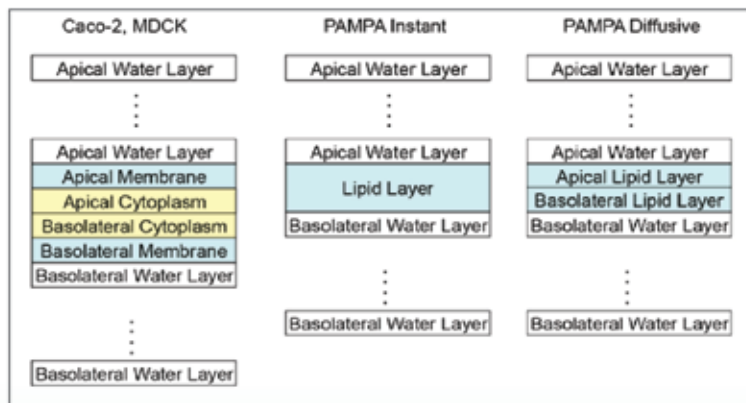 Caco-2, MDCK
Apical Water Layer
Apical Water Layer
Apical Membrane
Apical Cytoplasm
Basolateral Cytoplasm
Basolateral Membrane
Basolateral Water Layer
Basolateral Water Layer
PAMPA Instant
Apical Water Layer
Apical Water Layer
Lipid Layer
Basolateral Water Layer
Basolateral Water Layer
PAMPA Diffusive
Apical Water Layer
Apical Water Layer
Apical Lipid Layer
Basolateral Lipid Layer
Basolateral Water Layer
Basolateral Water Layer